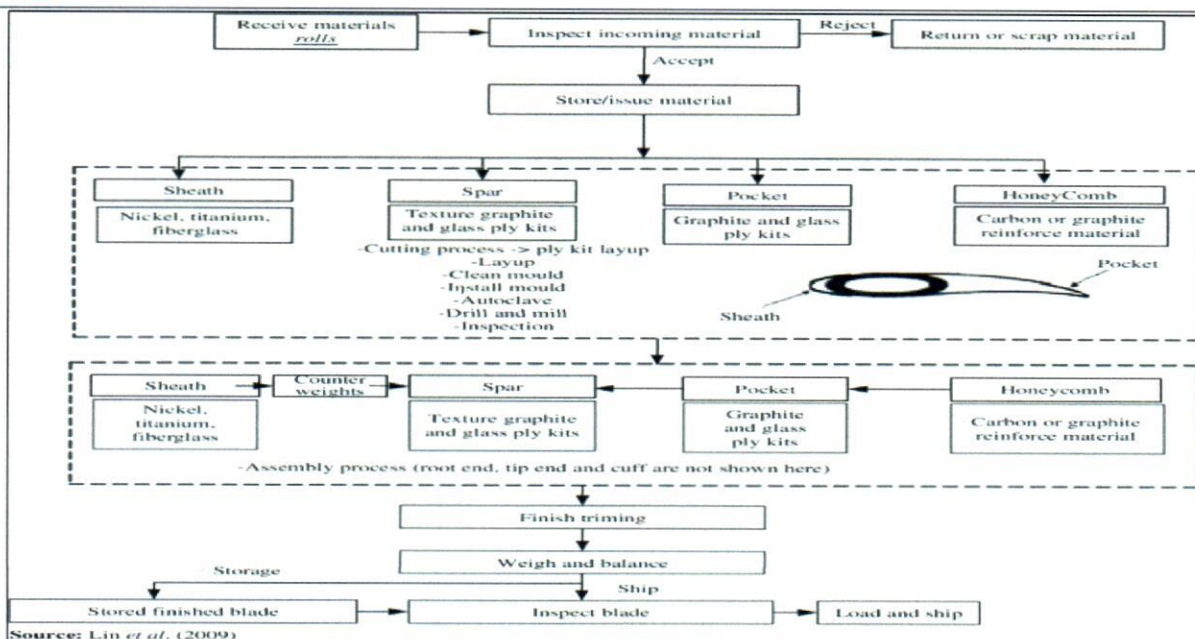 Receive materials
rolls
Inspect incoming material
Reject
Return or scrap material
Accept
Store/issue material
Sheath
Spar
Pocket
HoneyComb
Nickel, titanium,
fiberglass
Texture graphite
and glass ply kits
Graphite and glass
ply kits
Carbon or graphite
reinforce material
-Cutting process -> ply kit layup
-Layup
-Clean mould
-Install mould
-Autoclave
-Drill and mill
-Inspection
Pocket
Sheath
Sheath
Counter
weights
Spar
Pocket
Honeycomb
Nickel,
titanium,
fiberglass
Texture graphite
and glass ply kits
Graphite
and glass
ply kits
Carbon or graphite
reinforce material
-Assembly process (root end, tip end and cuff are not shown here)
Finish triming
Weigh and balance
Storage
Ship
Stored finished blade
Inspect blade
Load and ship
Source: Lin et al. (2009)